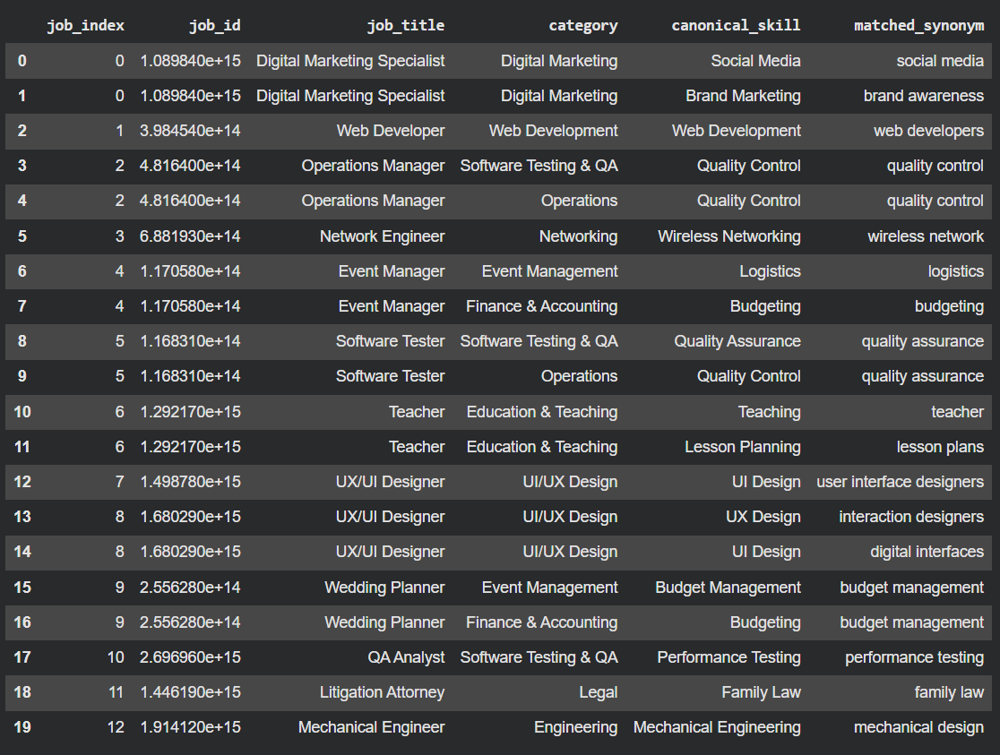 job_index job_id job_title category canonical_skill matched_synonym
0 0 1.089840e+15 Digital Marketing Specialist Digital Marketing Social Media social media
1 0 1.089840e+15 Digital Marketing Specialist Digital Marketing Brand Marketing brand awareness
2 1 3.984540e+14 Web Developer Web Development Web Development web developers
3 2 4.816400e+14 Operations Manager Software Testing & QA Quality Control quality control
4 2 4.816400e+14 Operations Manager Operations Quality Control quality control
5 3 6.881930e+14 Network Engineer Networking Wireless Networking wireless network
6 4 1.170580e+14 Event Manager Event Management Logistics logistics
7 4 1.170580e+14 Event Manager Finance & Accounting Budgeting budgeting
8 5 1.168310e+14 Software Tester Software Testing & QA Quality Assurance quality assurance
9 5 1.168310e+14 Software Tester Operations Quality Control quality assurance
10 6 1.292170e+15 Teacher Education & Teaching Teaching teacher
11 6 1.292170e+15 Teacher Education & Teaching Lesson Planning lesson plans
12 7 1.498780e+15 UX/UI Designer UI/UX Design UI Design user interface designers
13 8 1.680290e+15 UX/UI Designer UI/UX Design UX Design interaction designers
14 8 1.680290e+15 UX/UI Designer UI/UX Design UI Design digital interfaces
15 9 2.556280e+14 Wedding Planner Event Management Budget Management budget management
16 9 2.556280e+14 Wedding Planner Finance & Accounting Budgeting budget management
17 10 2.696960e+15 QA Analyst Software Testing & QA Performance Testing performance testing
18 11 1.446190e+15 Litigation Attorney Legal Family Law family law
19 12 1.914120e+15 Mechanical Engineer Engineering Mechanical Engineering mechanical design